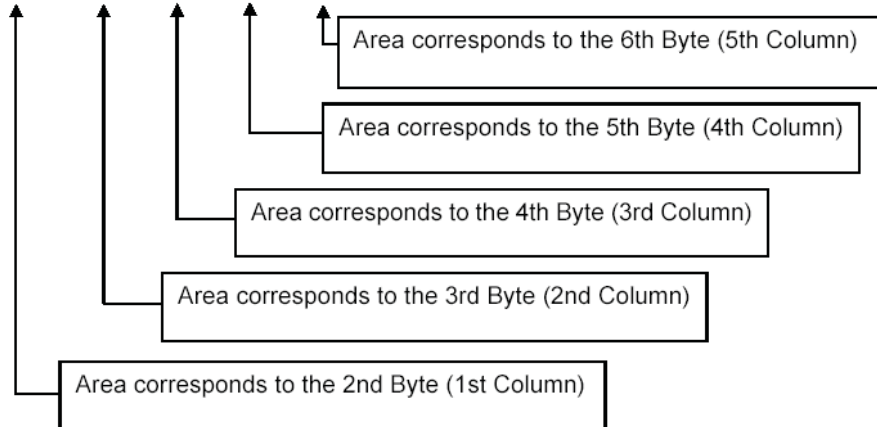 Area corresponds to the 6th Byte (5th Column)
Area corresponds to the 5th Byte (4th Column)
Area corresponds to the 4th Byte (3rd Column)
Area corresponds to the 3rd Byte (2nd Column)
Area corresponds to the 2nd Byte (1st Column)